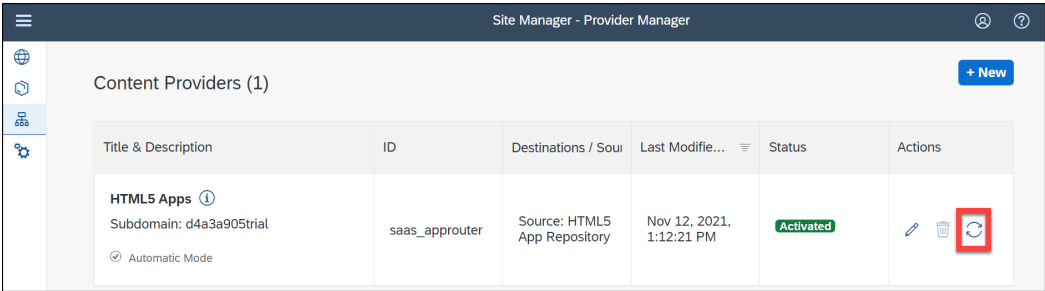 Site Manager - Provider Manager
Content Providers (1)
+ New
Title & Description
ID
Destinations / Sour
Last Modifie...
Status
Actions
HTML5 Apps
Subdomain: d4a3a905trial
Automatic Mode
saas_approuter
Source: HTML5
App Repository
Nov 12, 2021,
1:12:21 PM
Activated